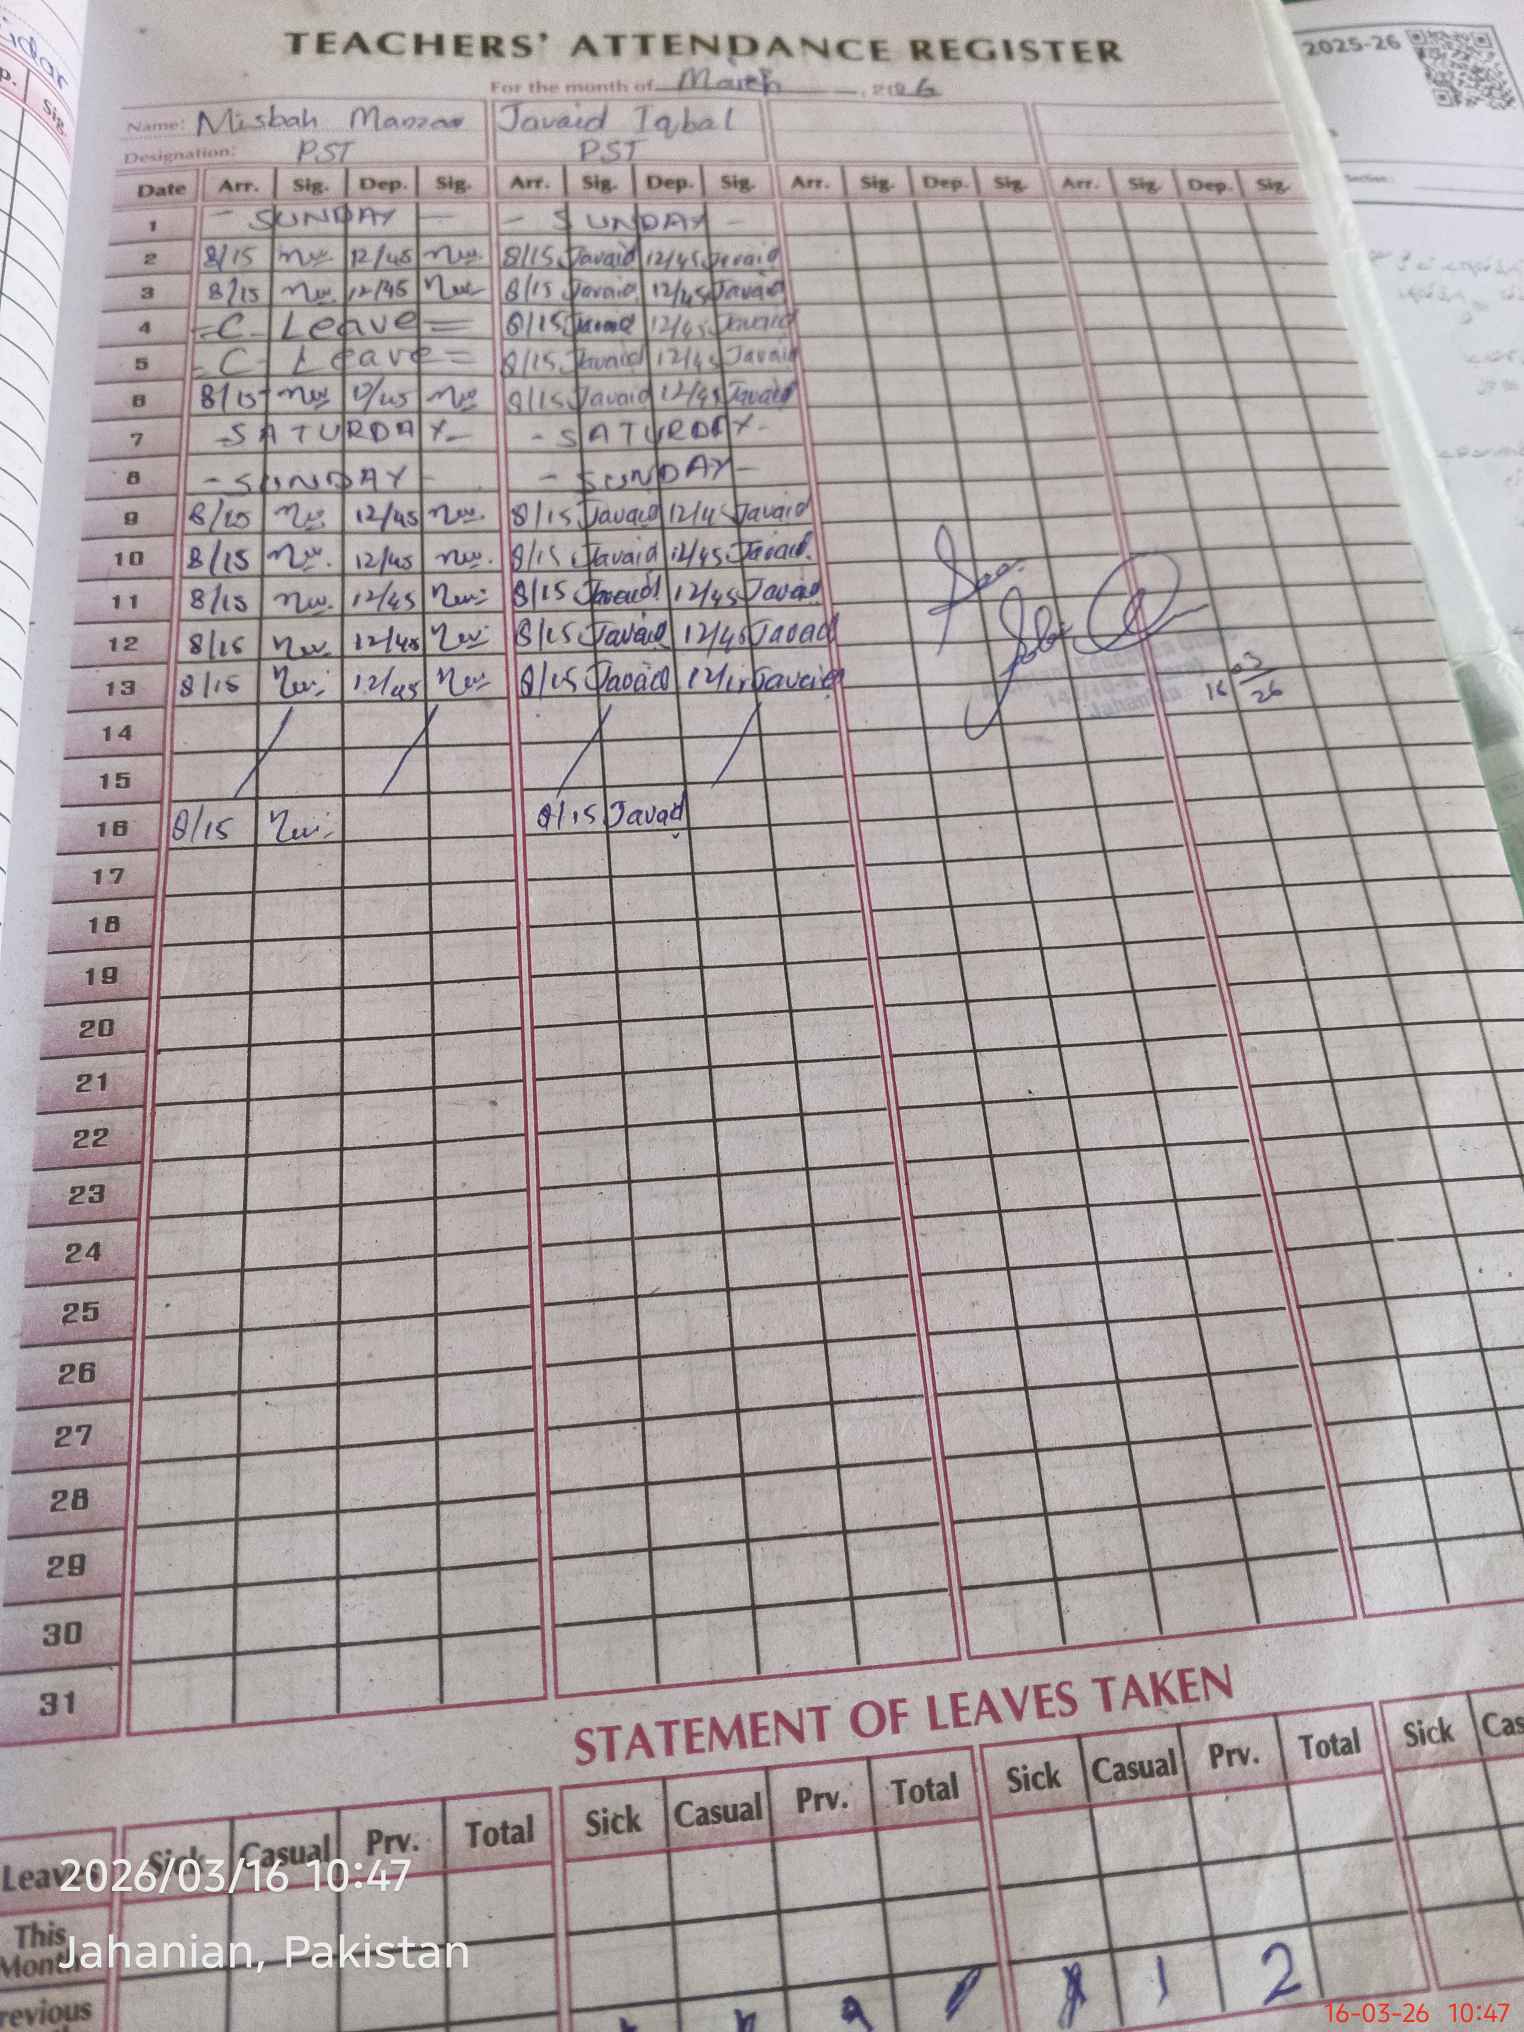 TEACHERS' ATTENDANCE REGISTER
For the month of March, 2026
Name: Misbah Manzoor Javaid Iqbal
Designation: PST PST
Date Arr. Sig. Dep. Sig. Arr. Sig. Dep. Sig. Arr. Sig. Dep. Sig. Arr. Sig. Dep. Sig.
1 - SUNDAY - - SUNDAY -
2 8/15 12/45 8/15 Javaid 12/45 Javaid
3 8/15 12/45 8/15 Javaid 12/45 Javaid
4 = C - Leave = 8/15 Javaid 12/45 Javaid
5 = C - Leave = 8/15 Javaid 12/45 Javaid
6 8/15 12/45 8/15 Javaid 12/45 Javaid
7 - SATURDAY - - SATURDAY -
8 - SUNDAY - - SUNDAY -
9 8/15 12/45 8/15 Javaid 12/45 Javaid
10 8/15 12/45 8/15 Javaid 12/45 Javaid
11 8/15 12/45 8/15 Javaid 12/45 Javaid
12 8/15 12/45 8/15 Javaid 12/45 Javaid
13 8/15 12/45 8/15 Javaid Javaid
16 03/26
14
15
16 8/15 8/15 Javaid
17
18
19
20
21
22
23
24
25
26
27
28
29
30
31
STATEMENT OF LEAVES TAKEN
Leave Sick Casual Prv. Total Sick Casual Prv. Total Sick Casual Prv. Total Sick Cas
This Month
revious 1 2
2026/03/16 10:47
Jahanian, Pakistan
16-03-26 10:47
2025-26
Sig.